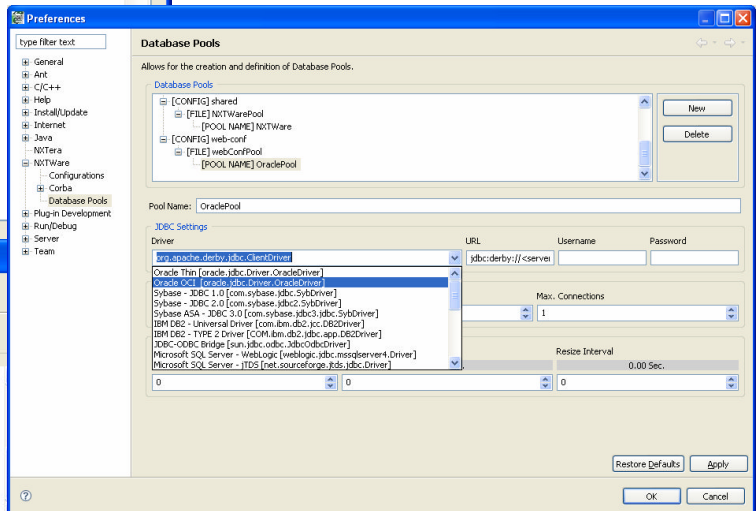 Preferences
type filter text
General
Ant
C/C++
Help
Install/Update
Internet
Java
NXTera
NXTWare
Configurations
Corba
Database Pools
Plug-in Development
Run/Debug
Server
Team
Database Pools
Allows for the creation and definition of Database Pools.
Database Pools
[CONFIG] shared
[FILE] NXTWarePool
[POOL NAME] NXTWare
[CONFIG] web-conf
[FILE] webConfPool
[POOL NAME] OraclePool
New
Delete
Pool Name: OraclePool
JDBC Settings
Driver URL Username Password
org.apache.derby.jdbc.ClientDriver jdbc:derby://<server
Oracle Thin [oracle.jdbc.Driver.OracleDriver]
Oracle OCI [oracle.jdbc.Driver.OracleDriver]
Sybase - JDBC 1.0 [com.sybase.jdbc.SybDriver]
Sybase - JDBC 2.0 [com.sybase.jdbc2.SybDriver]
Sybase ASA - JDBC 3.0 [com.sybase.jdbc3.jdbc.SybDriver]
IBM DB2 - Universal Driver [com.ibm.db2.jcc.DB2Driver]
IBM DB2 - TYPE 2 Driver [COM.ibm.db2.jdbc.app.DB2Driver]
JDBC-ODBC Bridge [sun.jdbc.odbc.JdbcOdbcDriver]
Microsoft SQL Server - WebLogic [weblogic.jdbc.mssqlserver4.Driver]
Microsoft SQL Server - jTDS [net.sourceforge.jtds.jdbc.Driver]
Max. Connections
1
Resize Interval
0.00 Sec.
0 0 0
Restore Defaults Apply
OK Cancel